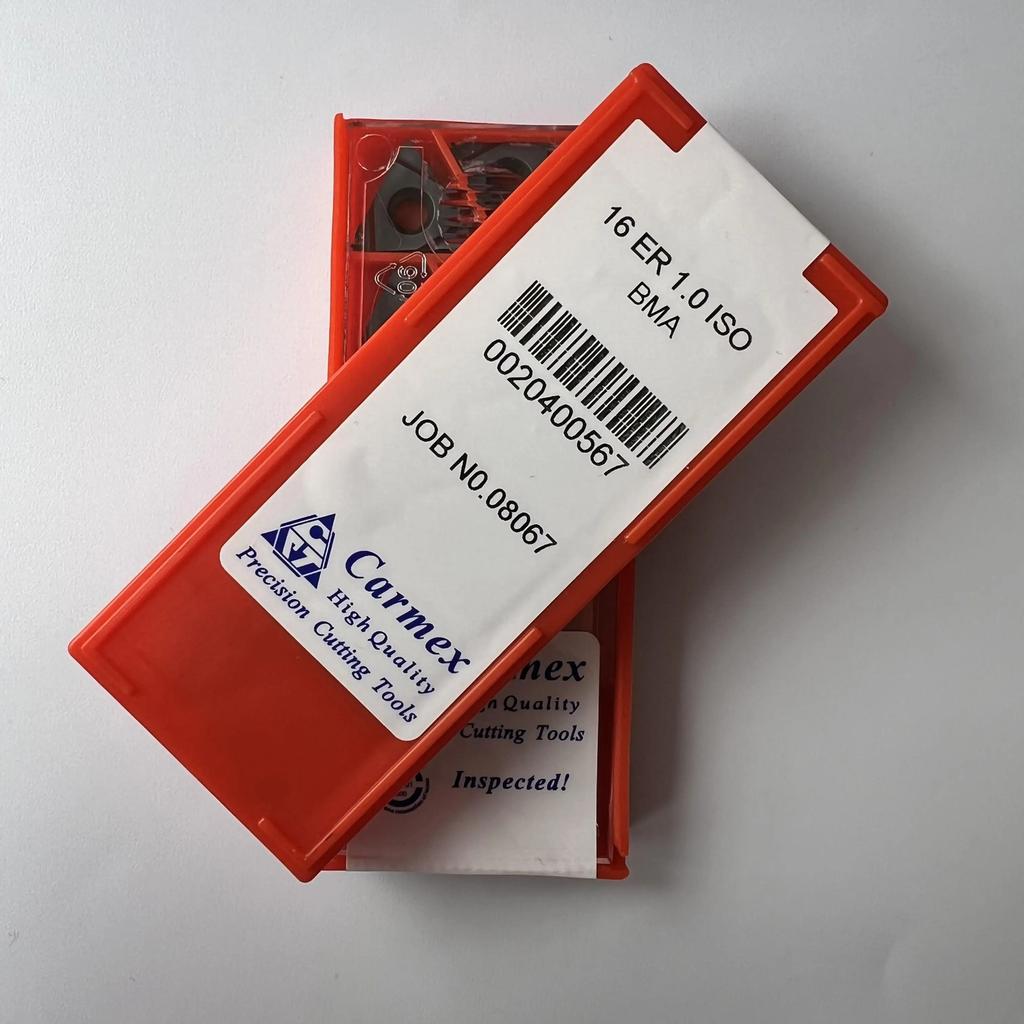 16 ER 1.0 ISO
BMA
0020400567
JOB N0.08067
Carmex
High Quality
Precision Cutting Tools
Quality
Cutting Tools
Inspected!